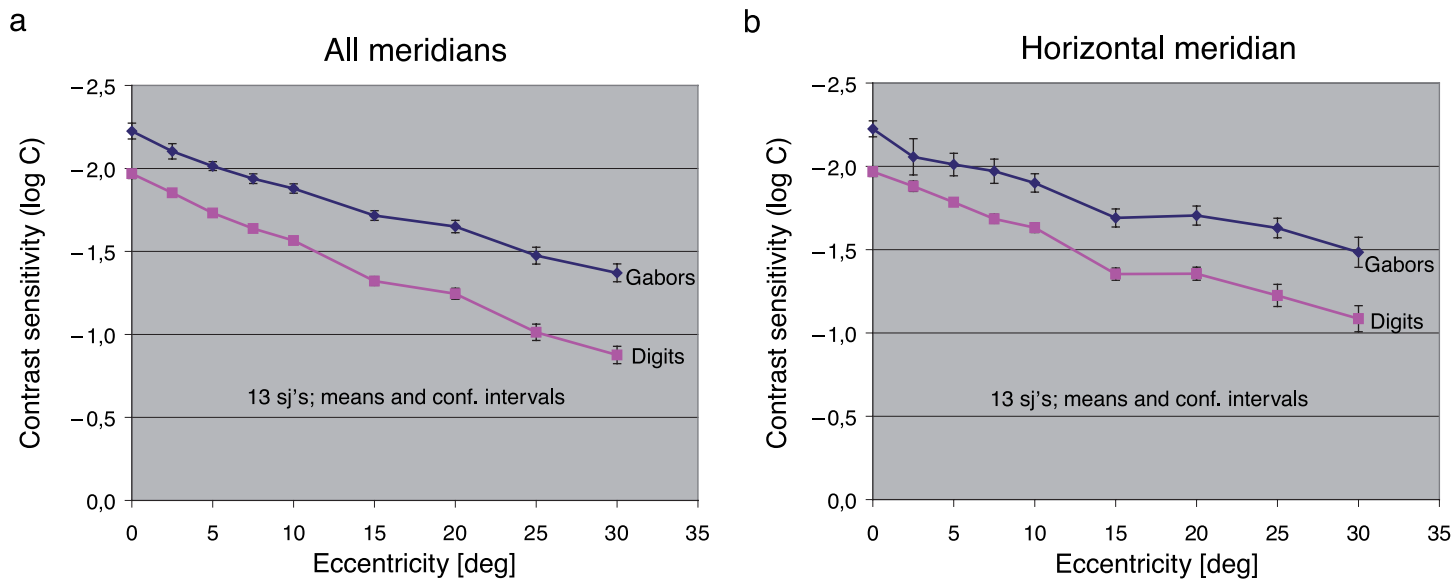 a
All meridians
Contrast sensitivity (log C)
−2,5
−2,0
−1,5
−1,0
−0,5
0,0
Gabors
Digits
13 sj's; means and conf. intervals
0 5 10 15 20 25 30 35
Eccentricity [deg]
b
Horizontal meridian
Contrast sensitivity (log C)
−2,5
−2,0
−1,5
−1,0
−0,5
0,0
Gabors
Digits
13 sj's; means and conf. intervals
0 5 10 15 20 25 30 35
Eccentricity [deg]